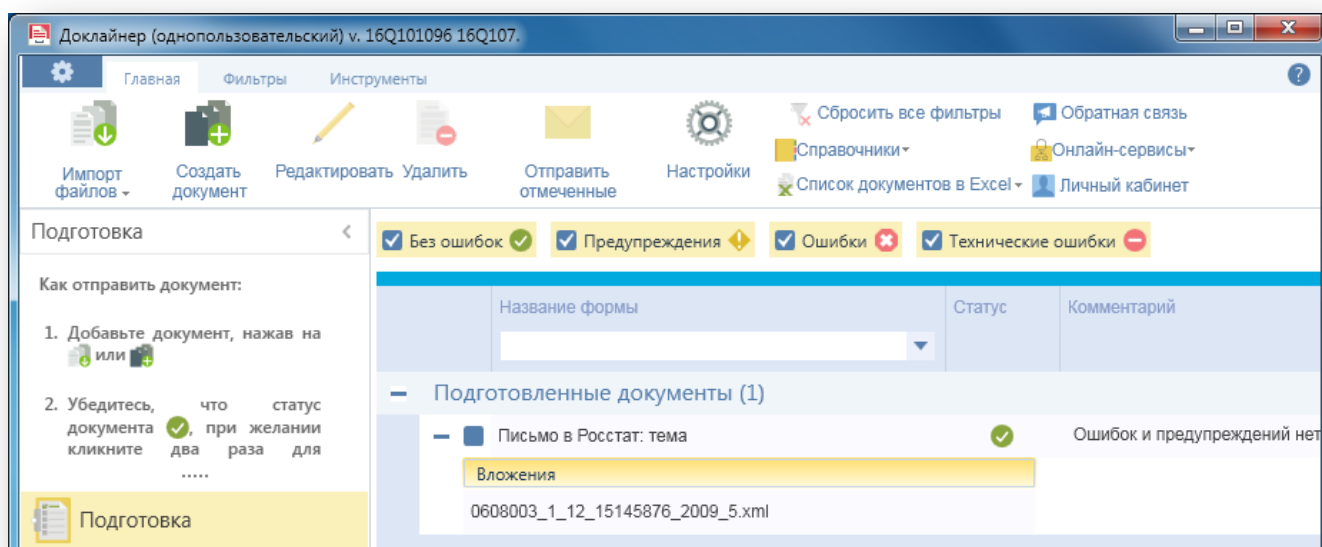 Доклайнер (однопользовательский) v. 16Q101096 16Q107.
Главная Фильтры Инструменты ?
Импорт файлов
Создать документ
Редактировать
Удалить
Отправить отмеченные
Настройки
Сбросить все фильтры
Справочники
Список документов в Excel
Обратная связь
Онлайн-сервисы
Личный кабинет
Подготовка
Без ошибок Предупреждения Ошибки Технические ошибки
Как отправить документ:
1. Добавьте документ, нажав на
или
2. Убедитесь, что статус
документа , при желании
кликните два раза для
.....
Подготовка
Название формы Статус Комментарий
Подготовленные документы (1)
Письмо в Росстат: тема Ошибок и предупреждений нет
Вложения
0608003_1_12_15145876_2009_5.xml